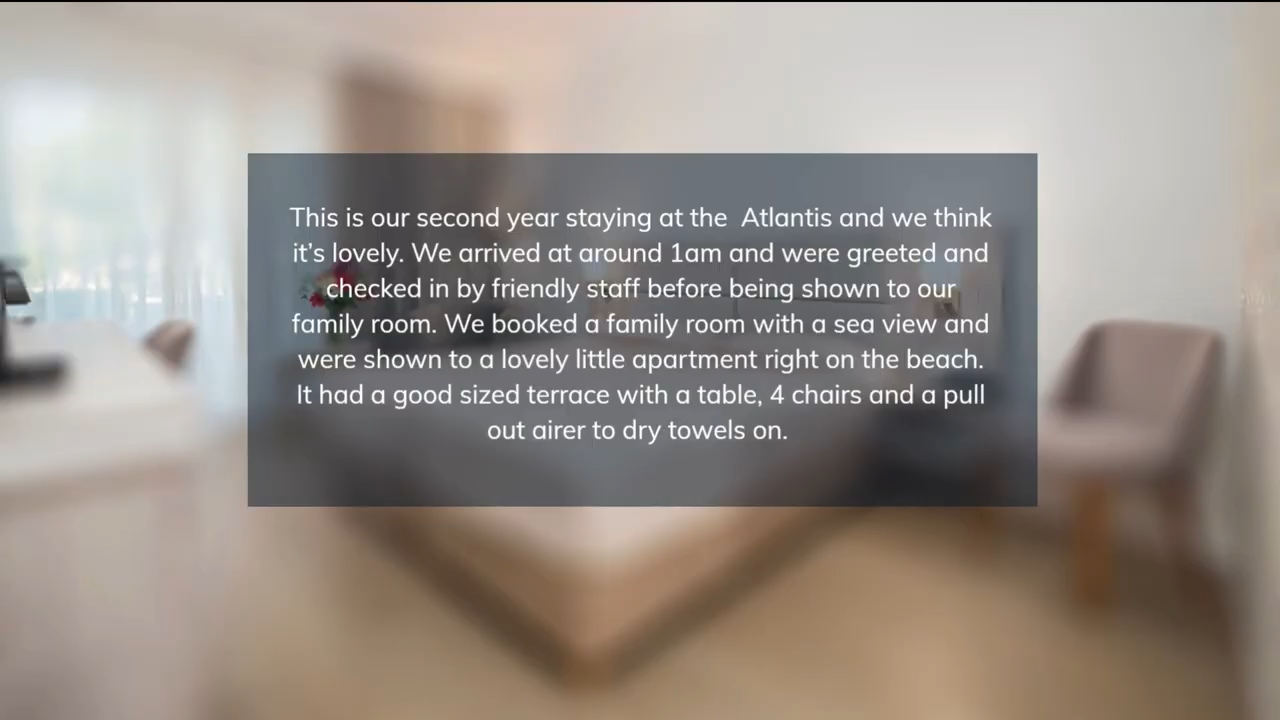 This is our second year staying at the  Atlantis and we think
it’s lovely. We arrived at around 1am and were greeted and
checked in by friendly staff before being shown to our
family room. We booked a family room with a sea view and
were shown to a lovely little apartment right on the beach.
It had a good sized terrace with a table, 4 chairs and a pull
out airer to dry towels on.